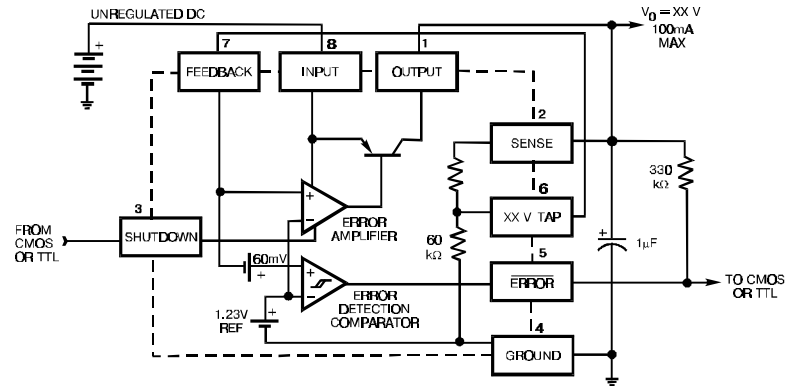 UNREGULATED DC
V0 = XX V
100mA
MAX
7
8
1
FEEDBACK
INPUT
OUTPUT
+
2
SENSE
330
kΩ
6
XX V TAP
3
SHUTDOWN
FROM
CMOS
OR TTL
+
−
ERROR
AMPLIFIER
60
kΩ
+
1µF
5
ERROR
60mV
+
+
−
ERROR
DETECTION
COMPARATOR
TO CMOS
OR TTL
1.23V
REF
+
4
GROUND